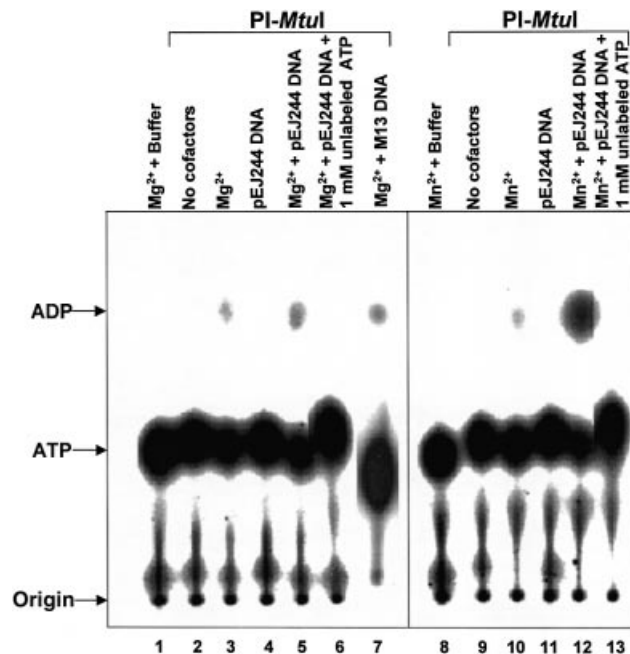 PI-MtuI
PI-MtuI
Mg²⁺ + Buffer
No cofactors
Mg²⁺
pEJ244 DNA
Mg²⁺ + pEJ244 DNA
Mg²⁺ + pEJ244 DNA +
1 mM unlabeled ATP
Mg²⁺ + M13 DNA
Mn²⁺ + Buffer
No cofactors
Mn²⁺
pEJ244 DNA
Mn²⁺ + pEJ244 DNA
Mn²⁺ + pEJ244 DNA +
1 mM unlabeled ATP
ADP
ATP
Origin
1 2 3 4 5 6 7 8 9 10 11 12 13